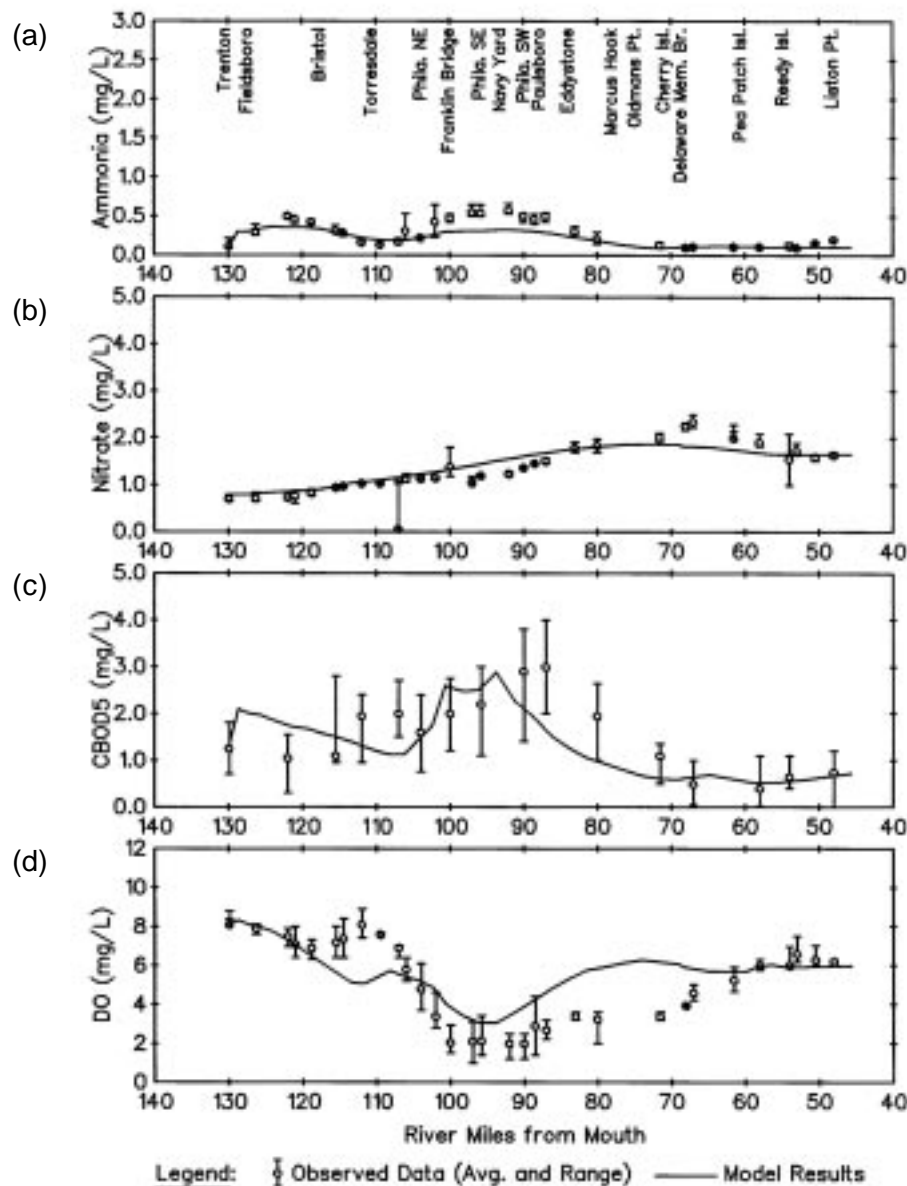 (a)
Ammonia (mg/L)
3.0
2.5
2.0
1.5
1.0
0.5
0.0
Trenton
Fieldsboro
Bristol
Torresdale
Phila. NE
Franklin Bridge
Phila. SE
Navy Yard
Phila. SW
Paulsboro
Eddystone
Marcus Hook
Oldmans Pt.
Cherry Isl.
Delaware Mem. Br.
Pea Patch Isl.
Reedy Isl.
Liston Pt.
140 130 120 110 100 90 80 70 60 50 40
(b)
Nitrate (mg/L)
5.0
4.0
3.0
2.0
1.0
0.0
140 130 120 110 100 90 80 70 60 50 40
(c)
CBOD5 (mg/L)
5.0
4.0
3.0
2.0
1.0
0.0
140 130 120 110 100 90 80 70 60 50 40
(d)
DO (mg/L)
12
10
8
6
4
2
0
140 130 120 110 100 90 80 70 60 50 40
River Miles from Mouth
Legend: Observed Data (Avg. and Range) Model Results